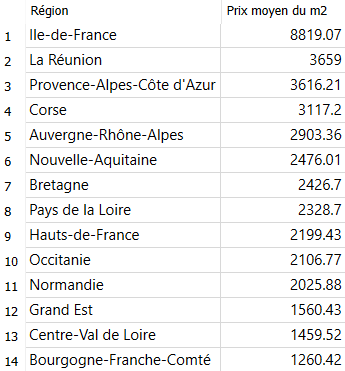 Région Prix moyen du m2
1 Ile-de-France 8819.07
2 La Réunion 3659
3 Provence-Alpes-Côte d'Azur 3616.21
4 Corse 3117.2
5 Auvergne-Rhône-Alpes 2903.36
6 Nouvelle-Aquitaine 2476.01
7 Bretagne 2426.7
8 Pays de la Loire 2328.7
9 Hauts-de-France 2199.43
10 Occitanie 2106.77
11 Normandie 2025.88
12 Grand Est 1560.43
13 Centre-Val de Loire 1459.52
14 Bourgogne-Franche-Comté 1260.42